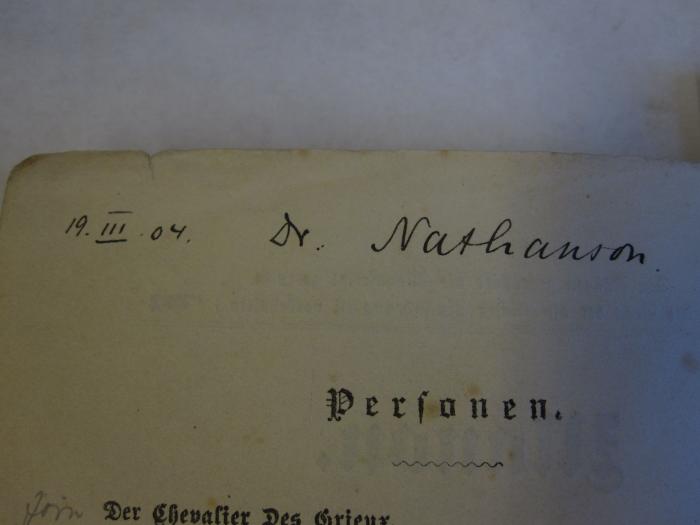 19. III. 04. Dr. Nathanson.
Personen.
Der Chevalier Des Grieux.